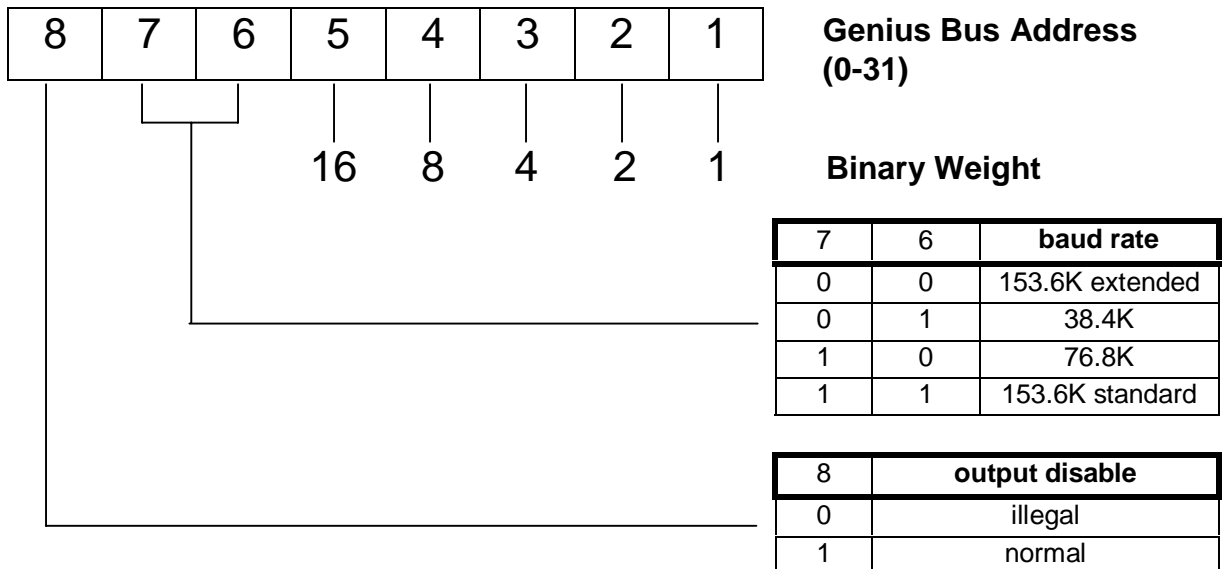 8 7 6 5 4 3 2 1
Genius Bus Address
(0-31)
16 8 4 2 1
Binary Weight
7 6 baud rate
0 0 153.6K extended
0 1 38.4K
1 0 76.8K
1 1 153.6K standard
8 output disable
0 illegal
1 normal